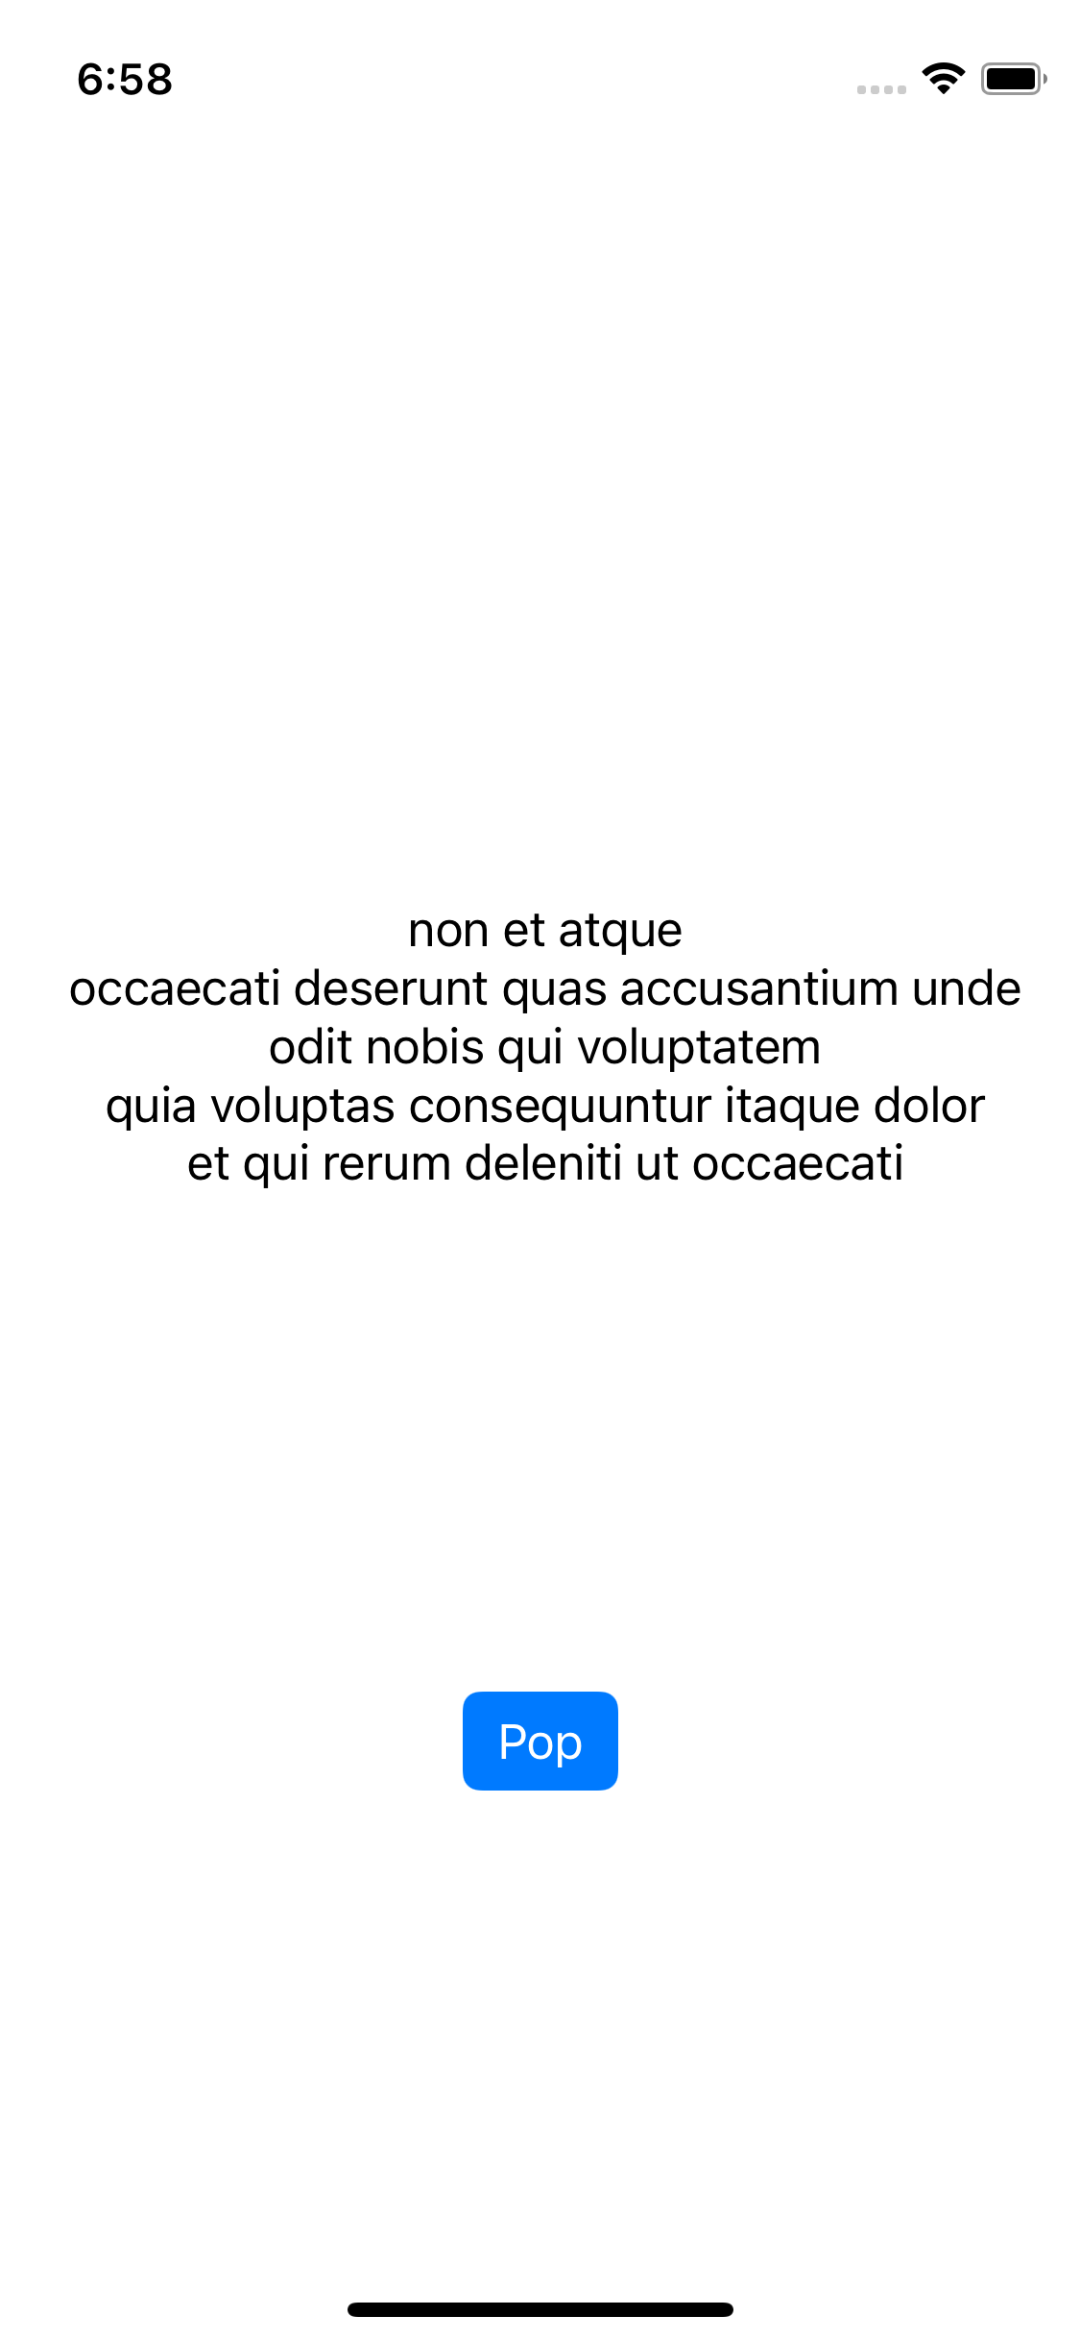 6:58
non et atque
occaecati deserunt quas accusantium unde
odit nobis qui voluptatem
quia voluptas consequuntur itaque dolor
et qui rerum deleniti ut occaecati
Pop